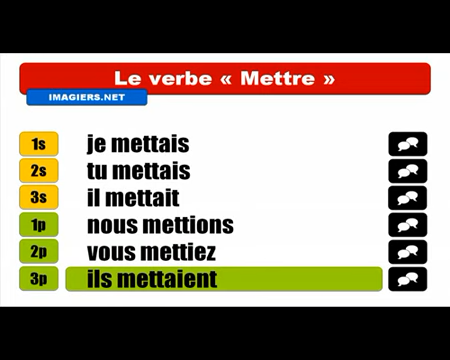 Le verbe « Mettre »
IMAGIERS.NET
1s je mettais
2s tu mettais
3s il mettait
1p nous mettions
2p vous mettiez
3p ils mettaient